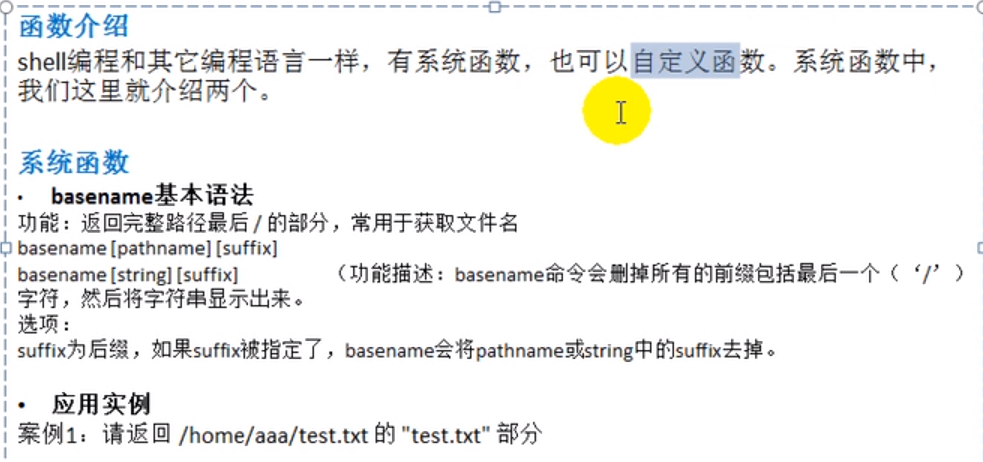 函数介绍
shell编程和其它编程语言一样，有系统函数，也可以自定义函数。系统函数中，
我们这里就介绍两个。
系统函数
• basename基本语法
功能：返回完整路径最后 / 的部分，常用于获取文件名
basename [pathname] [suffix]
basename [string] [suffix] （功能描述：basename命令会删掉所有的前缀包括最后一个（‘/’）
字符，然后将字符串显示出来。
选项：
suffix为后缀，如果suffix被指定了，basename会将pathname或string中的suffix去掉。
• 应用实例
案例1：请返回 /home/aaa/test.txt 的 "test.txt" 部分